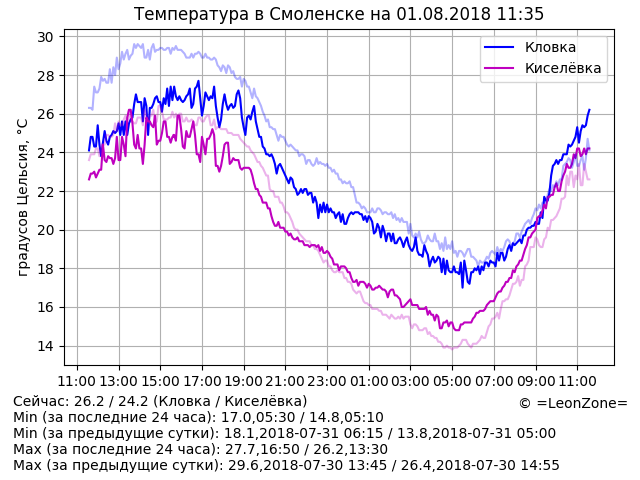 Температура в Смоленске на 01.08.2018 11:35
градусов Цельсия, °C
30
28
26
24
22
20
18
16
14
Кловка
Киселёвка
11:00 13:00 15:00 17:00 19:00 21:00 23:00 01:00 03:00 05:00 07:00 09:00 11:00
Сейчас: 26.2 / 24.2 (Кловка / Киселёвка)
© =LeonZone=
Min (за последние 24 часа): 17.0,05:30 / 14.8,05:10
Min (за предыдущие сутки): 18.1,2018-07-31 06:15 / 13.8,2018-07-31 05:00
Max (за последние 24 часа): 27.7,16:50 / 26.2,13:30
Max (за предыдущие сутки): 29.6,2018-07-30 13:45 / 26.4,2018-07-30 14:55